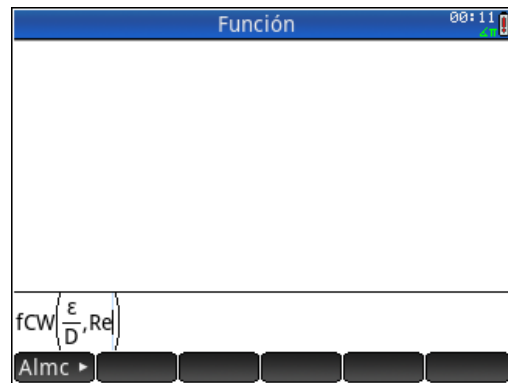 Función
00:11
∠π
fCW(ε/D,Re)
Almc ▸